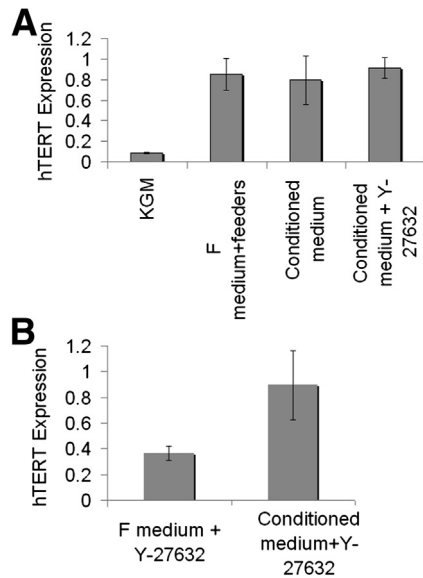 A
hTERT Expression
1.2
1
0.8
0.6
0.4
0.2
0
KGM
F
medium+feeders
Conditioned
medium
Conditioned
medium + Y-
27632
B
hTERT Expression
1.2
1
0.8
0.6
0.4
0.2
0
F medium +
Y-27632
Conditioned
medium+Y-
27632